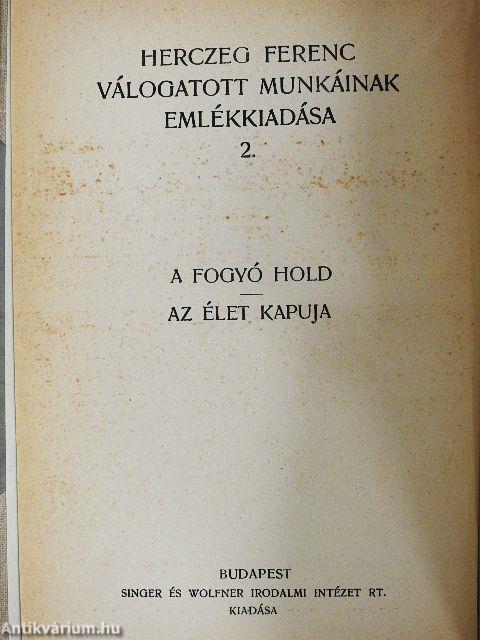 HERCZEG FERENC
VÁLOGATOTT MUNKÁINAK
EMLÉKKIADÁSA
2.
A FOGYÓ HOLD
AZ ÉLET KAPUJA
BUDAPEST
SINGER ÉS WOLFNER IRODALMI INTÉZET RT.
KIADÁSA
Antikvárium.hu